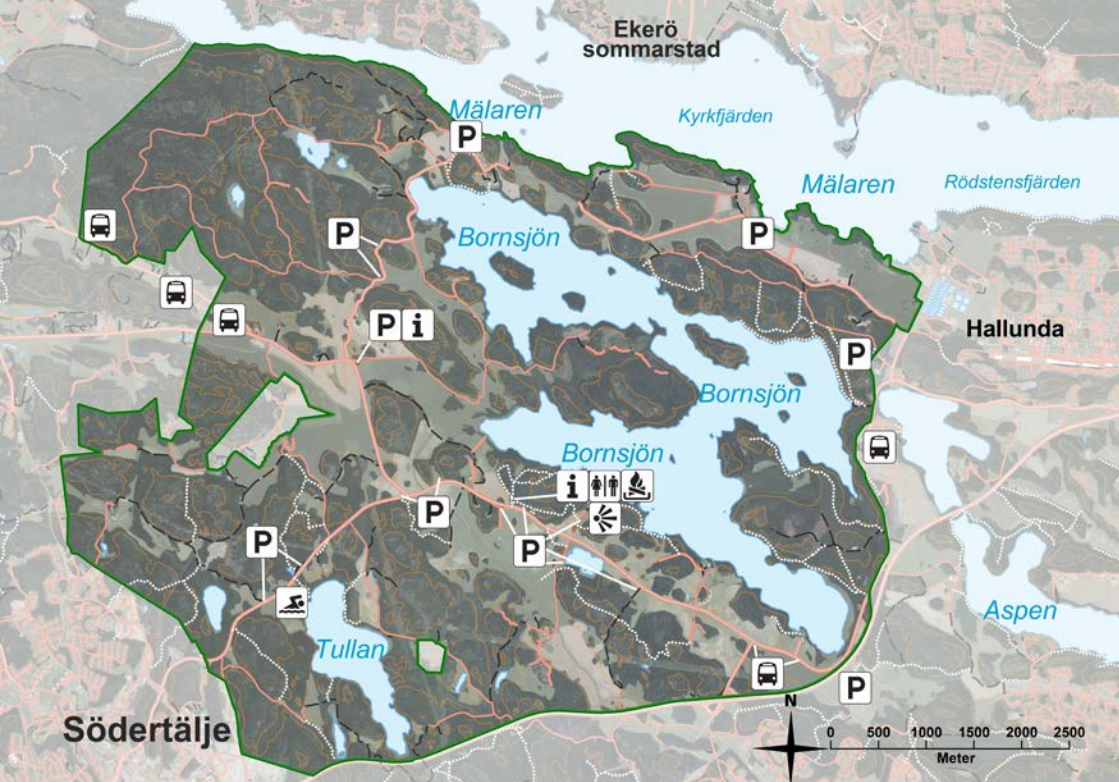 Ekerö
sommarstad
Mälaren
Kyrkfjärden
P
Mälaren
Rödstensfjärden
P
P
Bornsjön
P i
Hallunda
P
Bornsjön
Bornsjön
i
P
P
P
Aspen
Tullan
P
N
Södertälje
0 500 1000 1500 2000 2500
Meter